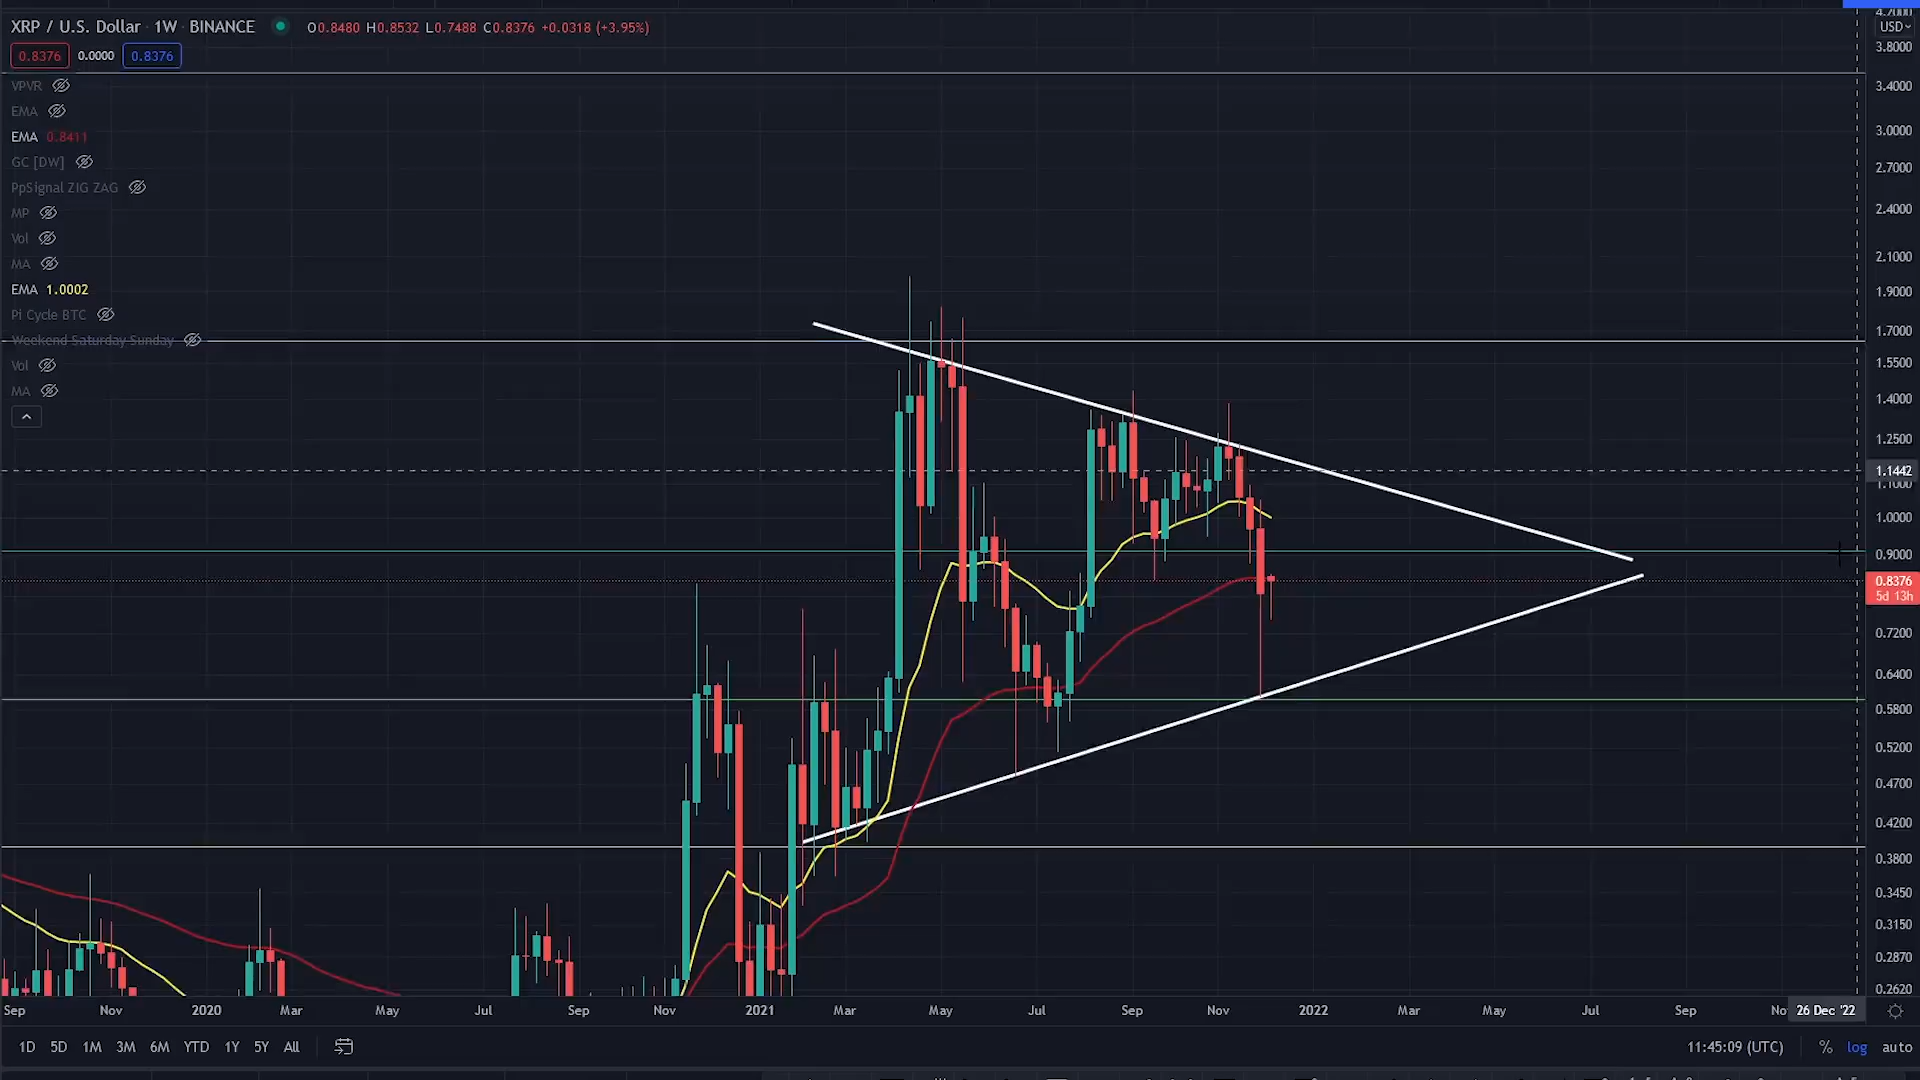 XRP / U.S. Dollar · 1W · BINANCE O0.8480 H0.8532 L0.7488 C0.8376 +0.0318 (+3.95%)
0.8376 0.0000 0.8376
VPVR
EMA
EMA 0.8411
GC [DW]
PpSignal ZIG ZAG
MP
Vol
MA
EMA 1.0002
Pi Cycle BTC
Weekend Saturday Sunday
Vol
MA
4.2000
USD
3.8000
3.4000
3.0000
2.7000
2.4000
2.1000
1.9000
1.7000
1.5500
1.4000
1.2500
1.1442
1.1000
1.0000
0.9000
0.8376
5d 13h
0.7200
0.6400
0.5800
0.5200
0.4700
0.4200
0.3800
0.3450
0.3150
0.2870
0.2620
Sep Nov 2020 Mar May Jul Sep Nov 2021 Mar May Jul Sep Nov 2022 Mar May Jul Sep No 26 Dec '22
1D 5D 1M 3M 6M YTD 1Y 5Y All 11:45:09 (UTC) % log auto